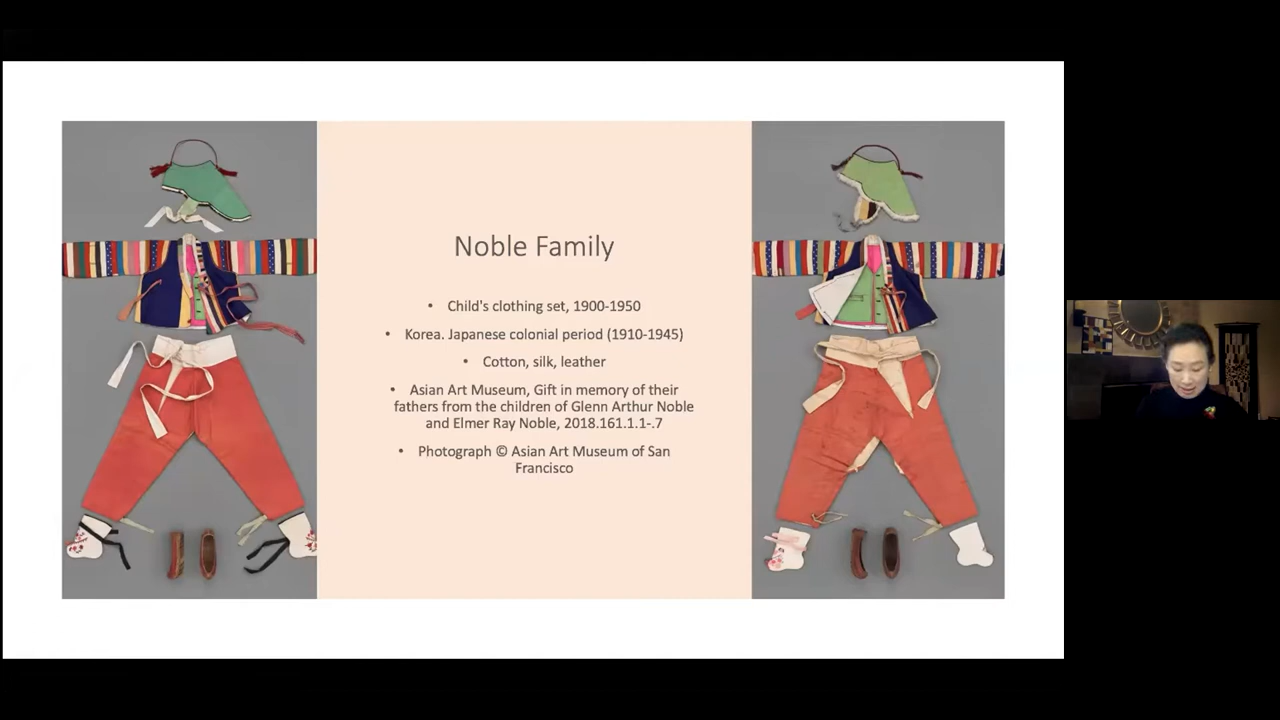 Noble Family
• Child's clothing set, 1900-1950
• Korea. Japanese colonial period (1910-1945)
• Cotton, silk, leather
• Asian Art Museum, Gift in memory of their
fathers from the children of Glenn Arthur Noble
and Elmer Ray Noble, 2018.161.1.1-.7
• Photograph © Asian Art Museum of San
Francisco